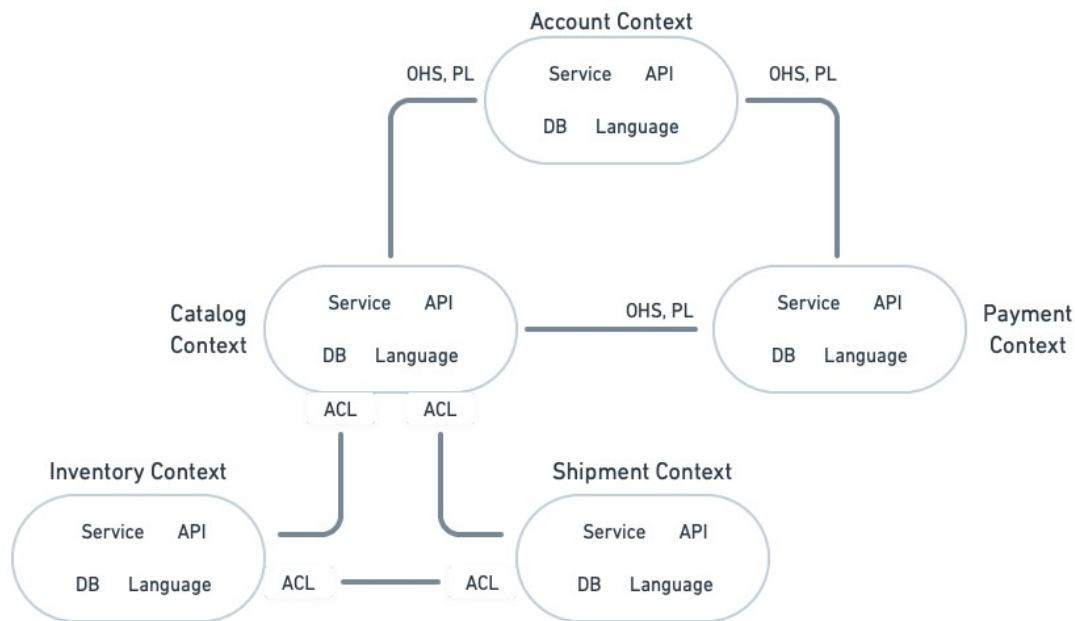 Account Context
OHS, PL
Service API
OHS, PL
DB Language
Catalog
Context
Service API
DB Language
OHS, PL
Service API
DB Language
Payment
Context
ACL
ACL
Inventory Context
Service API
DB Language
ACL
ACL
Shipment Context
Service API
DB Language